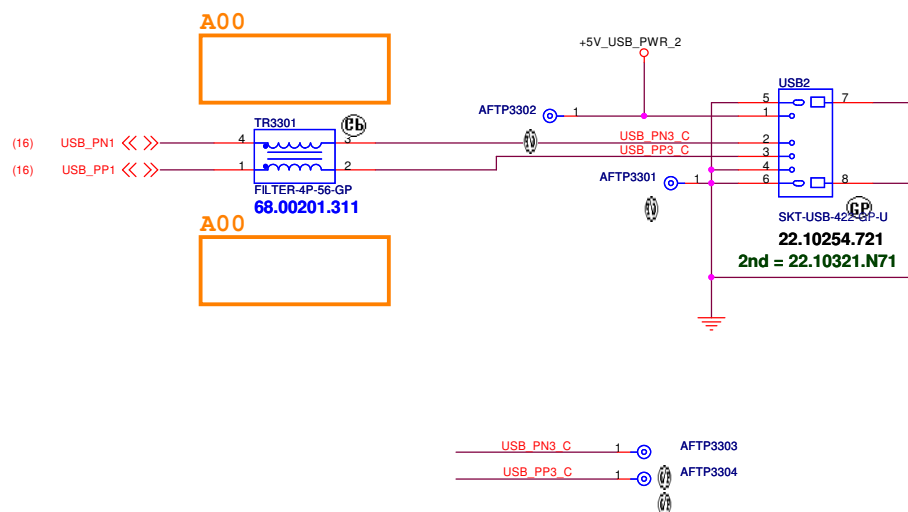 A00
+5V_USB_PWR_2
USB2
5
7
AFTP3302
1
1
TR3301
Cb
(16)
USB_PN1
4
3
USB_PN3_C
2
USB_PP3_C
3
(16)
USB_PP1
1
2
4
AFTP3301
1
6
8
FILTER-4P-56-GP
68.00201.311
GP
SKT-USB-422-GP-U
A00
22.10254.721
2nd = 22.10321.N71
USB_PN3_C
1
AFTP3303
USB_PP3_C
1
AFTP3304